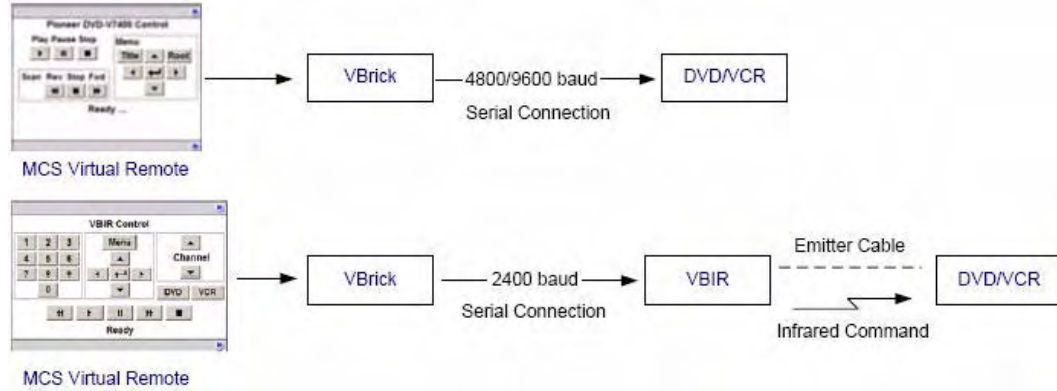 Pioneer DVD-V7400 Control
Play Pause Stop
Menu
Title
Root
Scan Rev Stop Fwd
Ready ...
MCS Virtual Remote
VBrick
4800/9600 baud
Serial Connection
DVD/VCR
VBIR Control
1 2 3
Menu
4 5 6
Channel
7 8 9
0
DVD VCR
Ready
MCS Virtual Remote
VBrick
2400 baud
Serial Connection
VBIR
Emitter Cable
Infrared Command
DVD/VCR